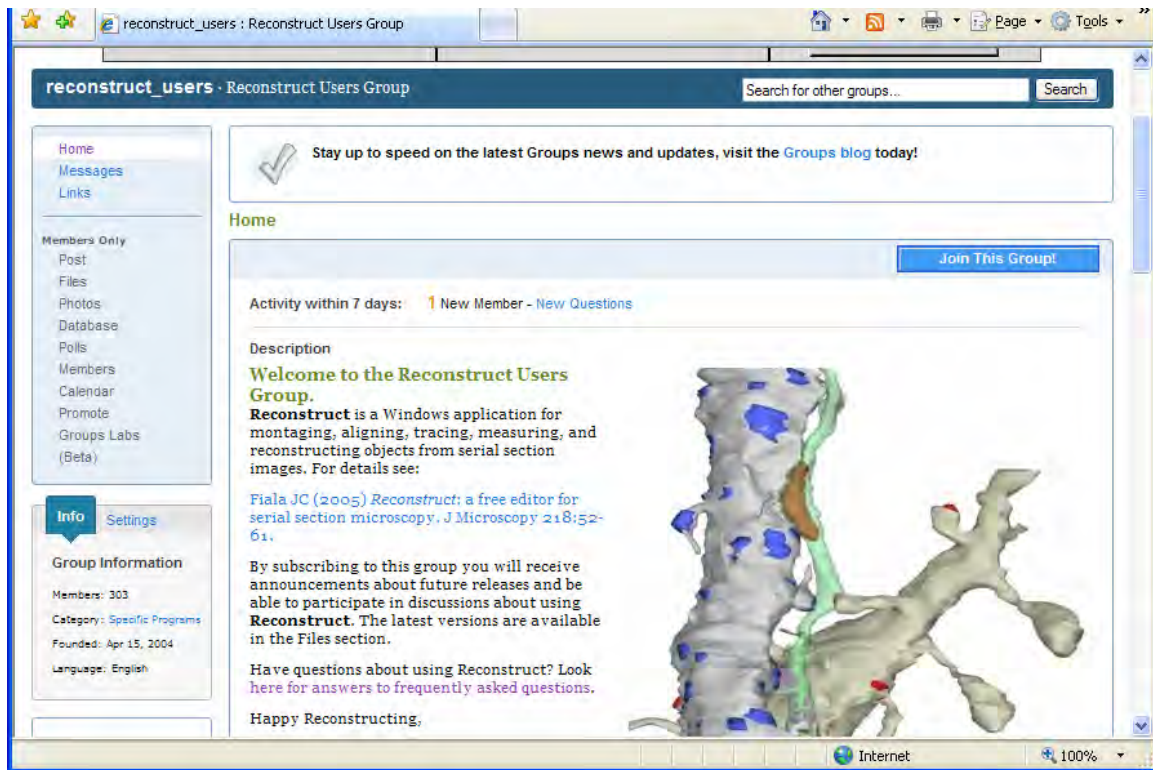 reconstruct_users : Reconstruct Users Group
Page
Tools
»
reconstruct_users · Reconstruct Users Group
Search for other groups...
Search
Home
Messages
Links
Members Only
Post
Files
Photos
Database
Polls
Members
Calendar
Promote
Groups Labs
(Beta)
Info
Settings
Group Information
Members: 303
Category: Specific Programs
Founded: Apr 15, 2004
Language: English
Stay up to speed on the latest Groups news and updates, visit the Groups blog today!
Home
Join This Group!
Activity within 7 days: 1 New Member - New Questions
Description
Welcome to the Reconstruct Users
Group.
Reconstruct is a Windows application for
montaging, aligning, tracing, measuring, and
reconstructing objects from serial section
images. For details see:
Fiala JC (2005) Reconstruct: a free editor for
serial section microscopy. J Microscopy 218:52-
61.
By subscribing to this group you will receive
announcements about future releases and be
able to participate in discussions about using
Reconstruct. The latest versions are available
in the Files section.
Have questions about using Reconstruct? Look
here for answers to frequently asked questions.
Happy Reconstructing,
Internet
100%